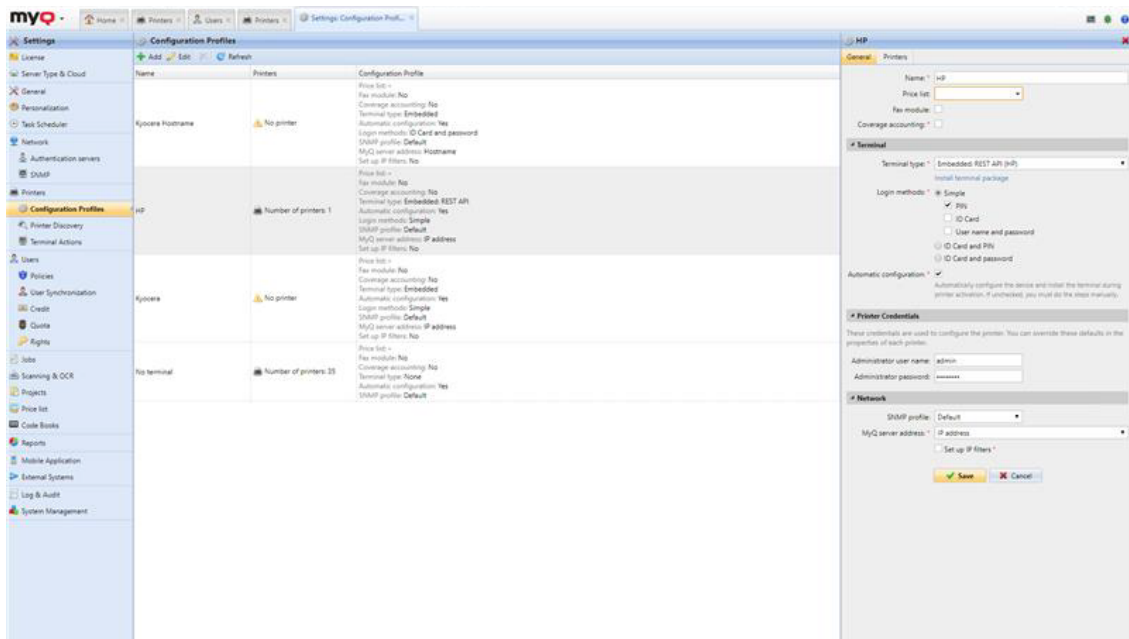 myQ
Home
Printers
Users
Printers
Settings: Configuration Profi...
Settings
License
Server Type & Cloud
General
Personalization
Task Scheduler
Network
Authentication servers
SNMP
Printers
Configuration Profiles
Printer Discovery
Terminal Actions
Users
Policies
User Synchronization
Credit
Quota
Rights
Jobs
Scanning & OCR
Projects
Price list
Code Books
Reports
Mobile Application
External Systems
Log & Audit
System Management
Configuration Profiles
Add Edit Refresh
Name Printers Configuration Profile
Kyocera Hostname
No printer
Price list: -
Fax module: No
Coverage accounting: No
Terminal type: Embedded
Automatic configuration: Yes
Login methods: ID Card and password
SNMP profile: Default
MyQ server address: Hostname
Set up IP filters: No
HP
Number of printers: 1
Price list: -
Fax module: No
Coverage accounting: No
Terminal type: Embedded: REST API
Automatic configuration: Yes
Login methods: Simple
SNMP profile: Default
MyQ server address: IP address
Set up IP filters: No
Kyocera
No printer
Price list: -
Fax module: No
Coverage accounting: No
Terminal type: Embedded
Automatic configuration: Yes
Login methods: Simple
SNMP profile: Default
MyQ server address: IP address
Set up IP filters: No
No terminal
Number of printers: 35
Price list: -
Fax module: No
Coverage accounting: No
Terminal type: None
Automatic configuration: Yes
SNMP profile: Default
HP
General Printers
Name: * HP
Price list:
Fax module:
Coverage accounting: *
Terminal
Terminal type: * Embedded: REST API (HP)
Install terminal package
Login methods: * Simple
PIN
ID Card
User name and password
ID Card and PIN
ID Card and password
Automatic configuration: *
Automatically configure the device and install the terminal during
printer activation. If unchecked, you must do the steps manually.
Printer Credentials
These credentials are used to configure the printer. You can override these defaults in the
properties of each printer.
Administrator user name: admin
Administrator password: ••••••••
Network
SNMP profile: Default
MyQ server address: * IP address
Set up IP filters *
Save Cancel